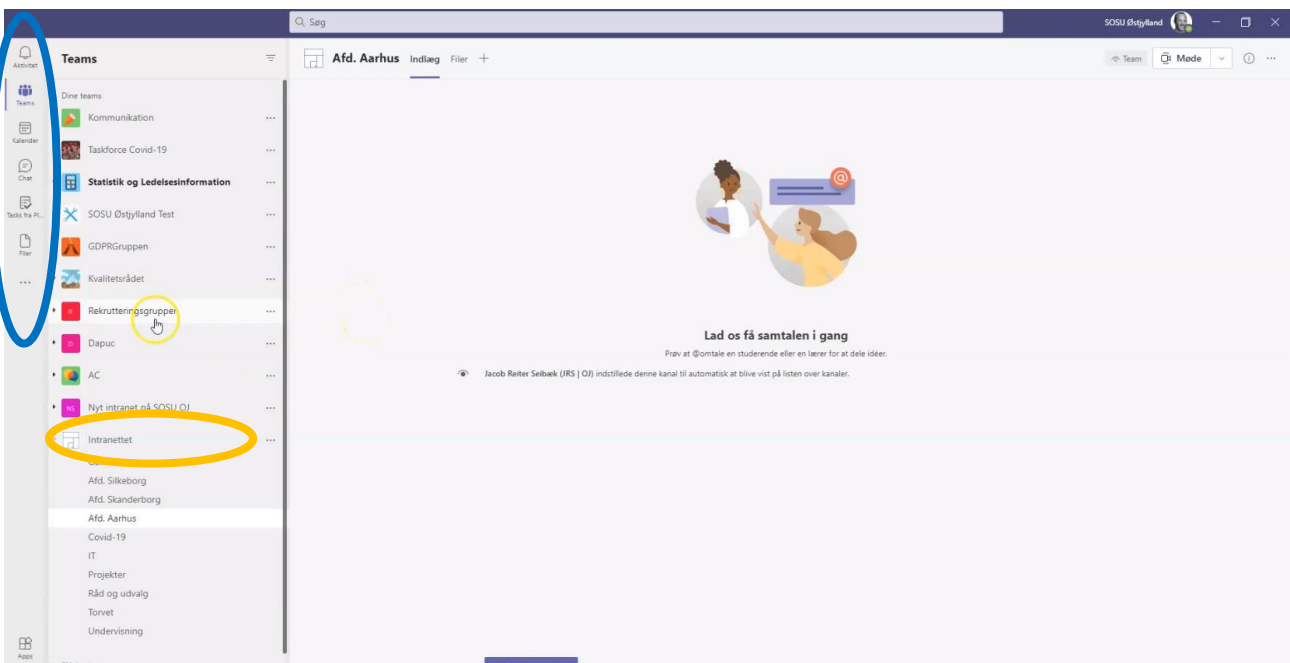 Søg
SOSU Østjylland
Aktivitet
Teams
Kalender
Chat
Tasks fra Pl...
Filer
...
Apps
Teams
Dine teams
Kommunikation
Taskforce Covid-19
Statistik og Ledelsesinformation
SOSU Østjylland Test
GDPRGruppen
Kvalitetsrådet
R Rekrutteringsgruppen
D Dapuc
AC
NS Nyt intranet på SOSU OJ
Intranettet
Afd. Silkeborg
Afd. Skanderborg
Afd. Aarhus
Covid-19
IT
Projekter
Råd og udvalg
Torvet
Undervisning
Afd. Aarhus Indlæg Filer +
Team Møde
@
Lad os få samtalen i gang
Prøv at @omtale en studerende eller en lærer for at dele idéer.
Jacob Reiter Seibæk (JRS | OJ) indstillede denne kanal til automatisk at blive vist på listen over kanaler.